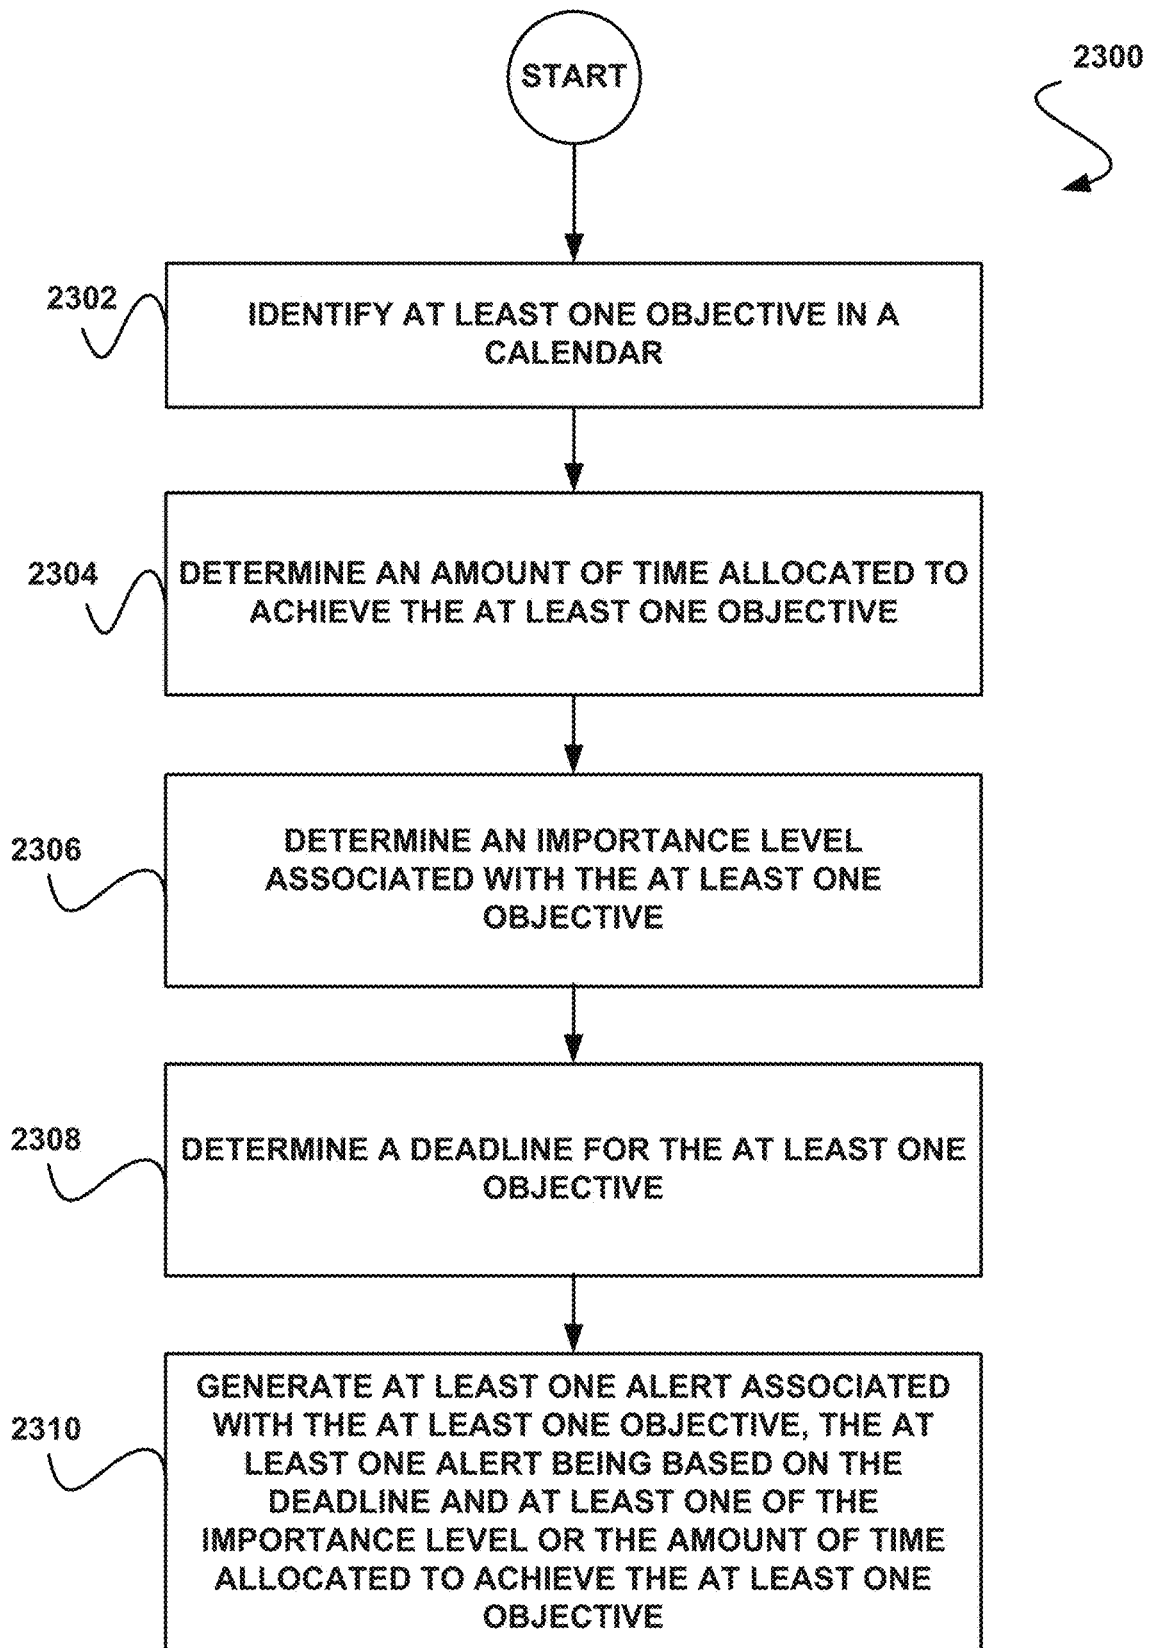 START
2300
2302
IDENTIFY AT LEAST ONE OBJECTIVE IN A
CALENDAR
2304
DETERMINE AN AMOUNT OF TIME ALLOCATED TO
ACHIEVE THE AT LEAST ONE OBJECTIVE
2306
DETERMINE AN IMPORTANCE LEVEL
ASSOCIATED WITH THE AT LEAST ONE
OBJECTIVE
2308
DETERMINE A DEADLINE FOR THE AT LEAST ONE
OBJECTIVE
2310
GENERATE AT LEAST ONE ALERT ASSOCIATED
WITH THE AT LEAST ONE OBJECTIVE, THE AT
LEAST ONE ALERT BEING BASED ON THE
DEADLINE AND AT LEAST ONE OF THE
IMPORTANCE LEVEL OR THE AMOUNT OF TIME
ALLOCATED TO ACHIEVE THE AT LEAST ONE
OBJECTIVE